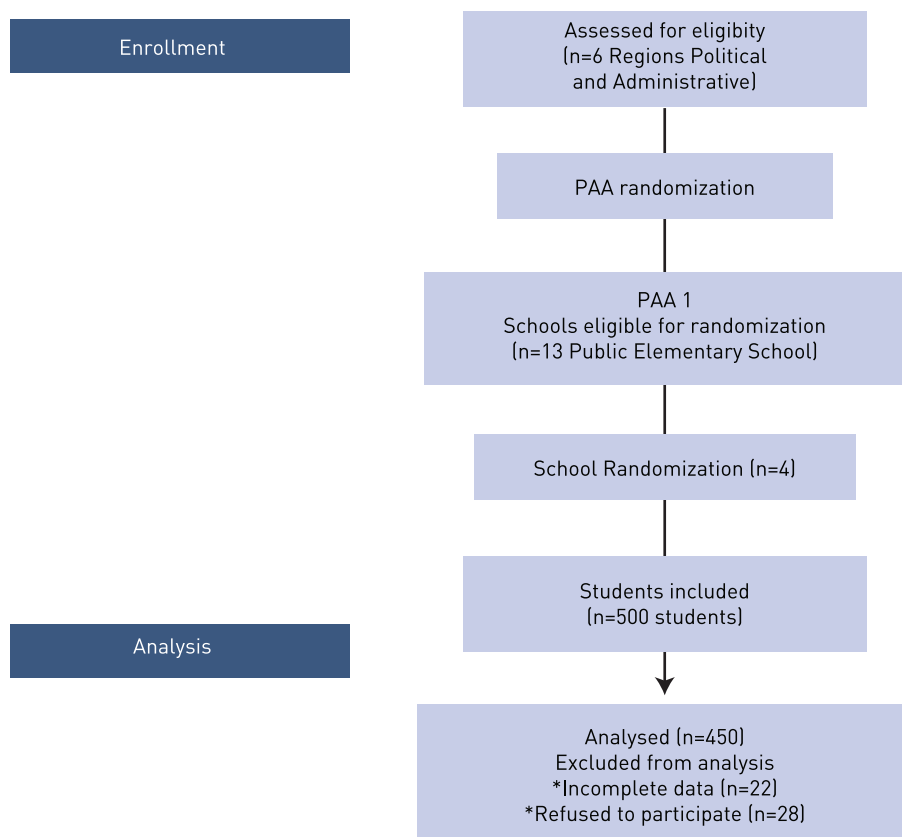 Enrollment
Assessed for eligibity
(n=6 Regions Political
and Administrative)
PAA randomization
PAA 1
Schools eligible for randomization
(n=13 Public Elementary School)
School Randomization (n=4)
Students included
(n=500 students)
Analysis
Analysed (n=450)
Excluded from analysis
*Incomplete data (n=22)
*Refused to participate (n=28)